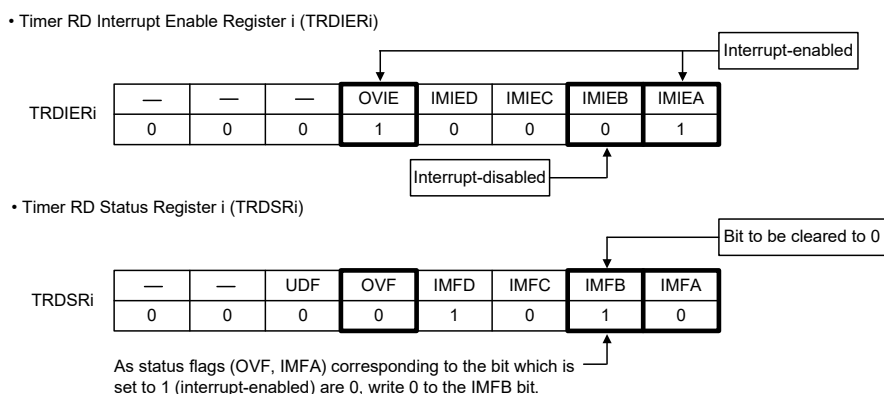 • Timer RD Interrupt Enable Register i (TRDIERi)
Interrupt-enabled
— — — OVIE IMIED IMIEC IMIEB IMIEA
TRDIERi
0 0 0 1 0 0 0 1
Interrupt-disabled
• Timer RD Status Register i (TRDSRi)
Bit to be cleared to 0
— — UDF OVF IMFD IMFC IMFB IMFA
TRDSRi
0 0 0 0 1 0 1 0
As status flags (OVF, IMFA) corresponding to the bit which is
set to 1 (interrupt-enabled) are 0, write 0 to the IMFB bit.